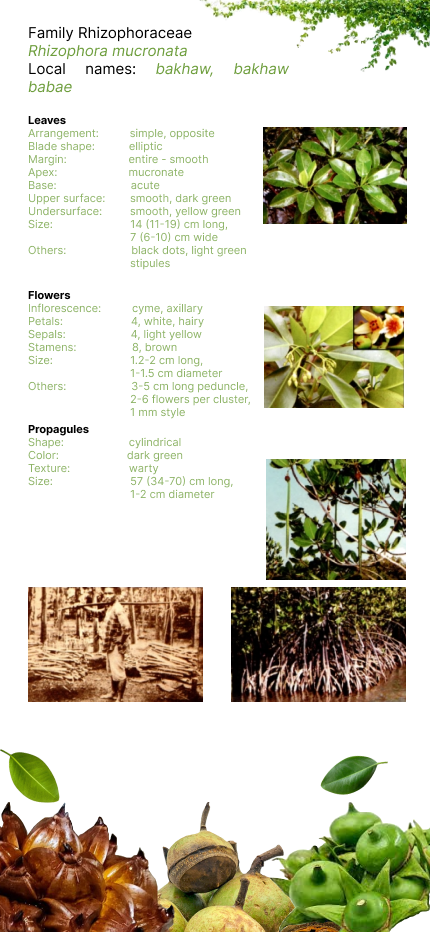 Family Rhizophoraceae
Rhizophora mucronata
Local names: bakhaw, bakhaw
babae
Leaves
Arrangement: simple, opposite
Blade shape: elliptic
Margin: entire - smooth
Apex: mucronate
Base: acute
Upper surface: smooth, dark green
Undersurface: smooth, yellow green
Size: 14 (11-19) cm long,
7 (6-10) cm wide
Others: black dots, light green
stipules
Flowers
Inflorescence: cyme, axillary
Petals: 4, white, hairy
Sepals: 4, light yellow
Stamens: 8, brown
Size: 1.2-2 cm long,
1-1.5 cm diameter
Others: 3-5 cm long peduncle,
2-6 flowers per cluster,
1 mm style
Propagules
Shape: cylindrical
Color: dark green
Texture: warty
Size: 57 (34-70) cm long,
1-2 cm diameter